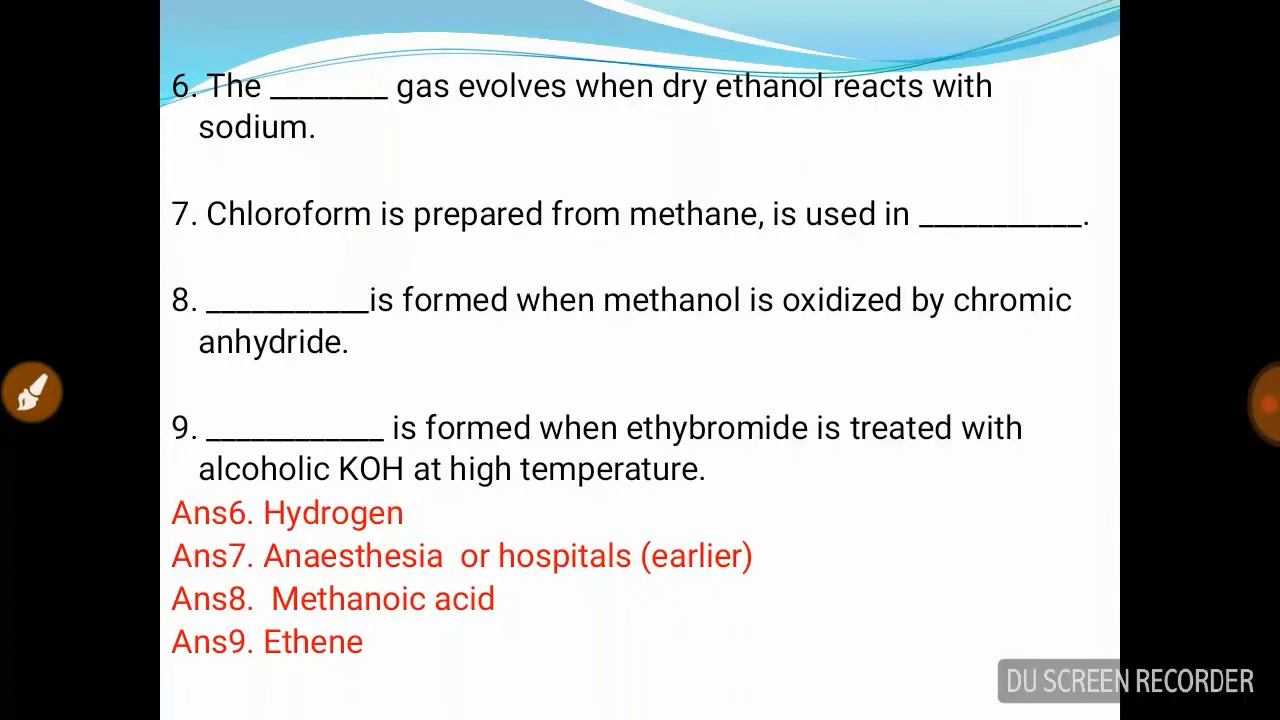 6. The ________ gas evolves when dry ethanol reacts with
sodium.
7. Chloroform is prepared from methane, is used in __________.
8. __________is formed when methanol is oxidized by chromic
anhydride.
9. ___________ is formed when ethybromide is treated with
alcoholic KOH at high temperature.
Ans6. Hydrogen
Ans7. Anaesthesia or hospitals (earlier)
Ans8. Methanoic acid
Ans9. Ethene
DU SCREEN RECORDER